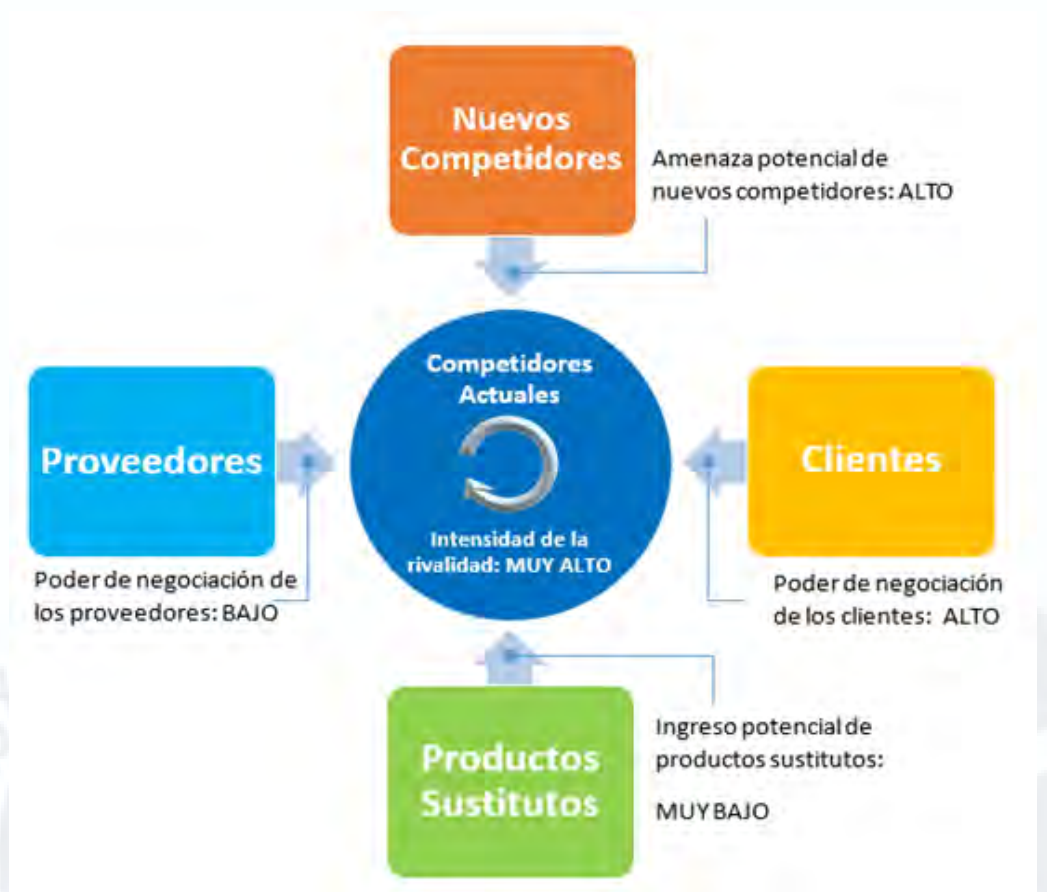 Nuevos
Competidores
Amenaza potencial de
nuevos competidores: ALTO
Competidores
Actuales
Intensidad de la
rivalidad: MUY ALTO
Proveedores
Poder de negociación de
los proveedores: BAJO
Clientes
Poder de negociación
de los clientes: ALTO
Productos
Sustitutos
Ingreso potencial de
productos sustitutos:
MUY BAJO